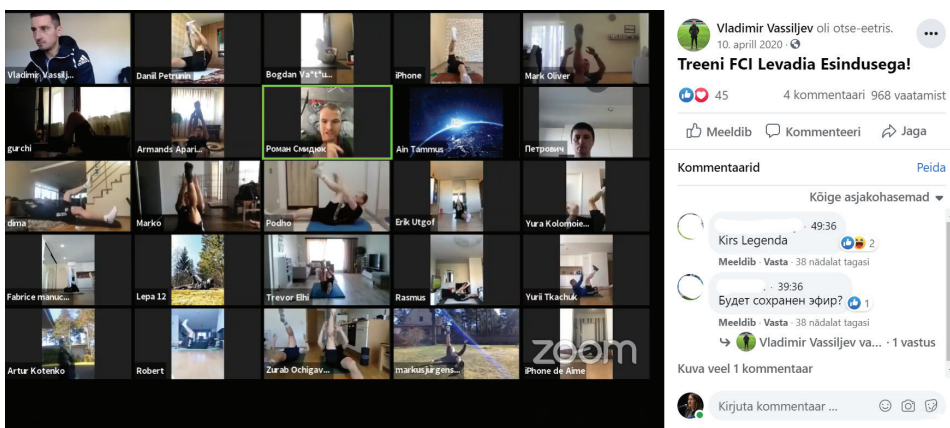 Vladimir Vassilj...
Danil Petrunin
Bogdan Va*t*u...
iPhone
Mark Oliver
gurchi
Armands Apari...
Роман Смидюк
Ain Tammus
Петрович
dima
Marko
Podho
Erik Utgof
Yura Kolomoie...
Fabrice manuc...
Lepa 12
Trevor Elhi
Rasmus
Yurii Tkachuk
Artur Kotenko
Robert
Zurab Ochigav...
markusjurgens...
iPhone de Aime
zoom
Vladimir Vassiljev oli otse-eetris.
10. aprill 2020 ·
Treeni FCI Levadia Esindusega!
45
4 kommentaari 968 vaatamist
Meeldib
Kommenteeri
Jaga
Kommentaarid
Peida
Kõige asjakohasemad
· 49:36
Kirs Legenda
2
Meeldib · Vasta · 38 nädalat tagasi
· 39:36
Будет сохранен эфир?
1
Meeldib · Vasta · 38 nädalat tagasi
Vladimir Vassiljev va... · 1 vastus
Kuva veel 1 kommentaar
Kirjuta kommentaar ...